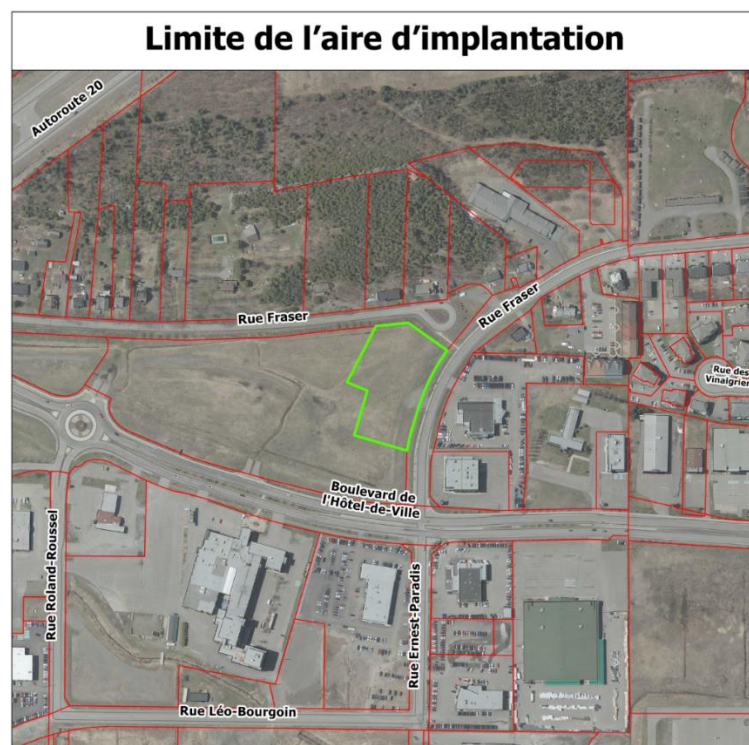 Limite de l'aire d'implantation
Autoroute 20
Rue Fraser
Rue Fraser
Rue des
Vinaigrier
Boulevard de
l'Hôtel-de-Ville
Rue Roland-Roussel
Rue Ernest-Paradis
Rue Léo-Bourgoin